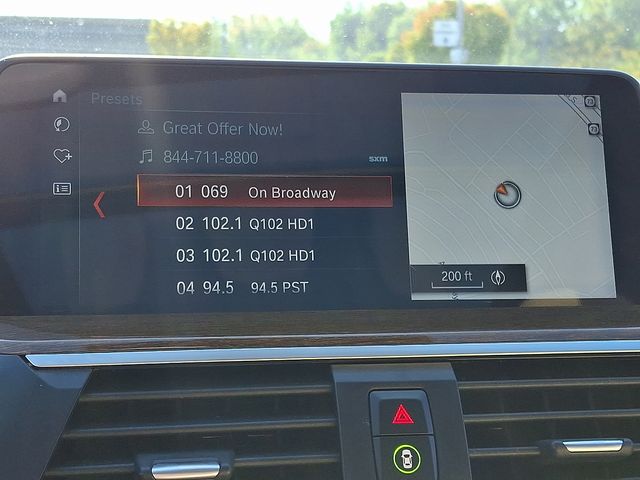 Presets
Great Offer Now!
844-711-8800 sxm
01 069 On Broadway
02 102.1 Q102 HD1
03 102.1 Q102 HD1
04 94.5 94.5 PST
200 ft